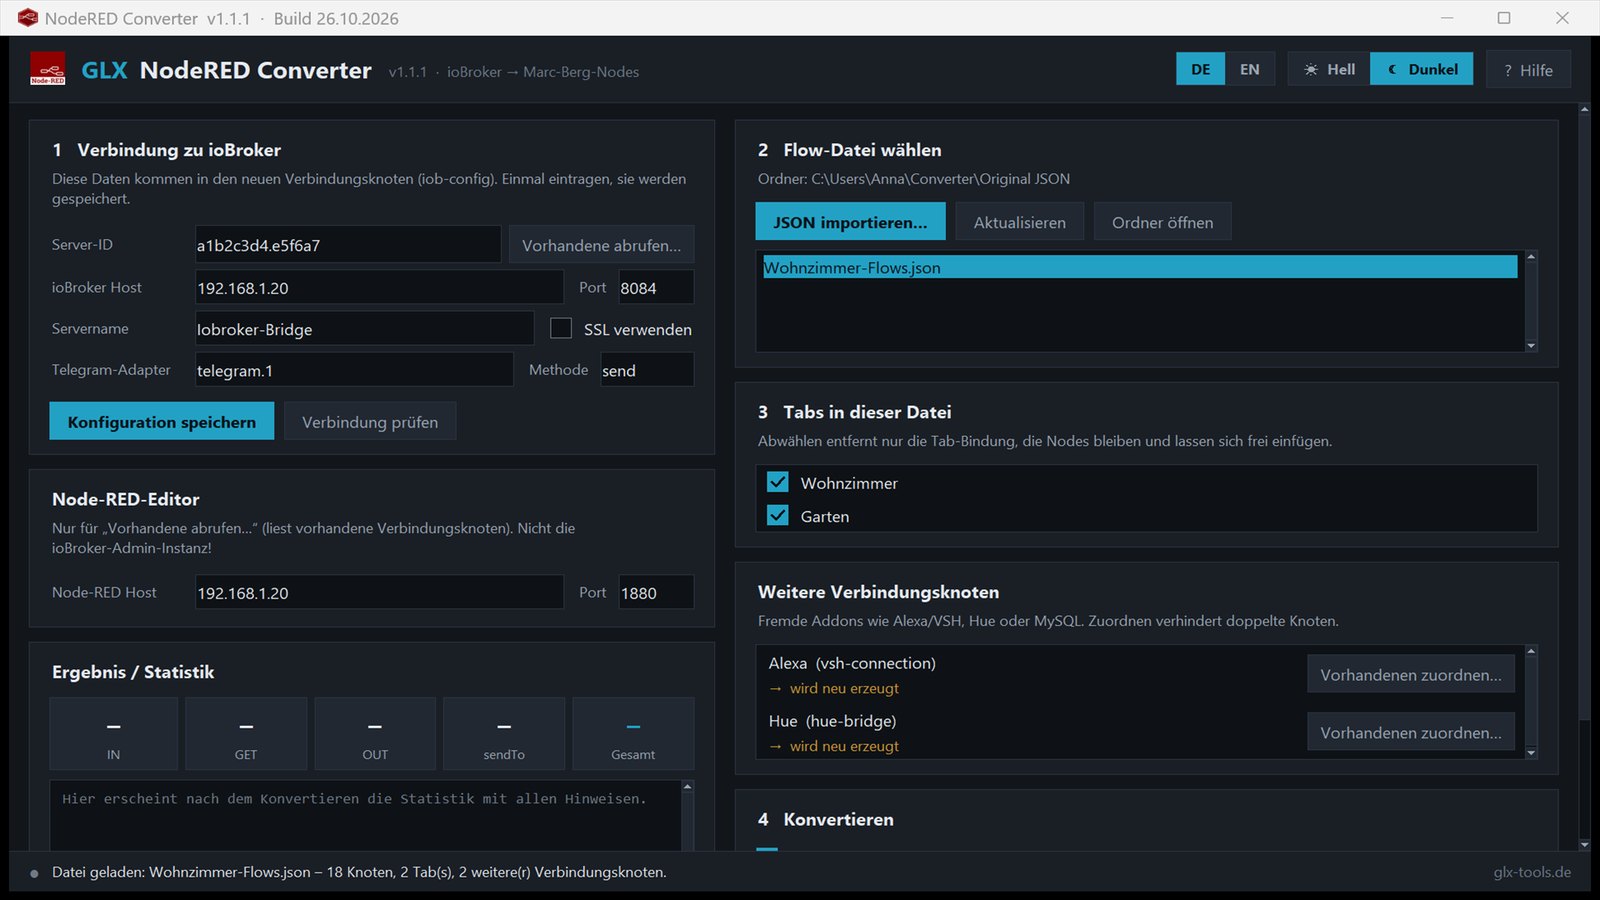 NodeRED Converter v1.1.1 · Build 26.10.2026
Node-RED
GLX NodeRED Converter v1.1.1 · ioBroker → Marc-Berg-Nodes
DE EN Hell Dunkel ? Hilfe
1 Verbindung zu ioBroker
Diese Daten kommen in den neuen Verbindungsknoten (iob-config). Einmal eintragen, sie werden
gespeichert.
Server-ID a1b2c3d4.e5f6a7 Vorhandene abrufen...
ioBroker Host 192.168.1.20 Port 8084
Servername Iobroker-Bridge SSL verwenden
Telegram-Adapter telegram.1 Methode send
Konfiguration speichern Verbindung prüfen
Node-RED-Editor
Nur für „Vorhandene abrufen...“ (liest vorhandene Verbindungsknoten). Nicht die
ioBroker-Admin-Instanz!
Node-RED Host 192.168.1.20 Port 1880
Ergebnis / Statistik
– – – – –
IN GET OUT sendTo Gesamt
Hier erscheint nach dem Konvertieren die Statistik mit allen Hinweisen.
2 Flow-Datei wählen
Ordner: C:\Users\Anna\Converter\Original JSON
JSON importieren... Aktualisieren Ordner öffnen
Wohnzimmer-Flows.json
3 Tabs in dieser Datei
Abwählen entfernt nur die Tab-Bindung, die Nodes bleiben und lassen sich frei einfügen.
Wohnzimmer
Garten
Weitere Verbindungsknoten
Fremde Addons wie Alexa/VSH, Hue oder MySQL. Zuordnen verhindert doppelte Knoten.
Alexa (vsh-connection)
→ wird neu erzeugt
Vorhandenen zuordnen...
Hue (hue-bridge)
→ wird neu erzeugt
Vorhandenen zuordnen...
4 Konvertieren
Datei geladen: Wohnzimmer-Flows.json – 18 Knoten, 2 Tab(s), 2 weitere(r) Verbindungsknoten.
glx-tools.de